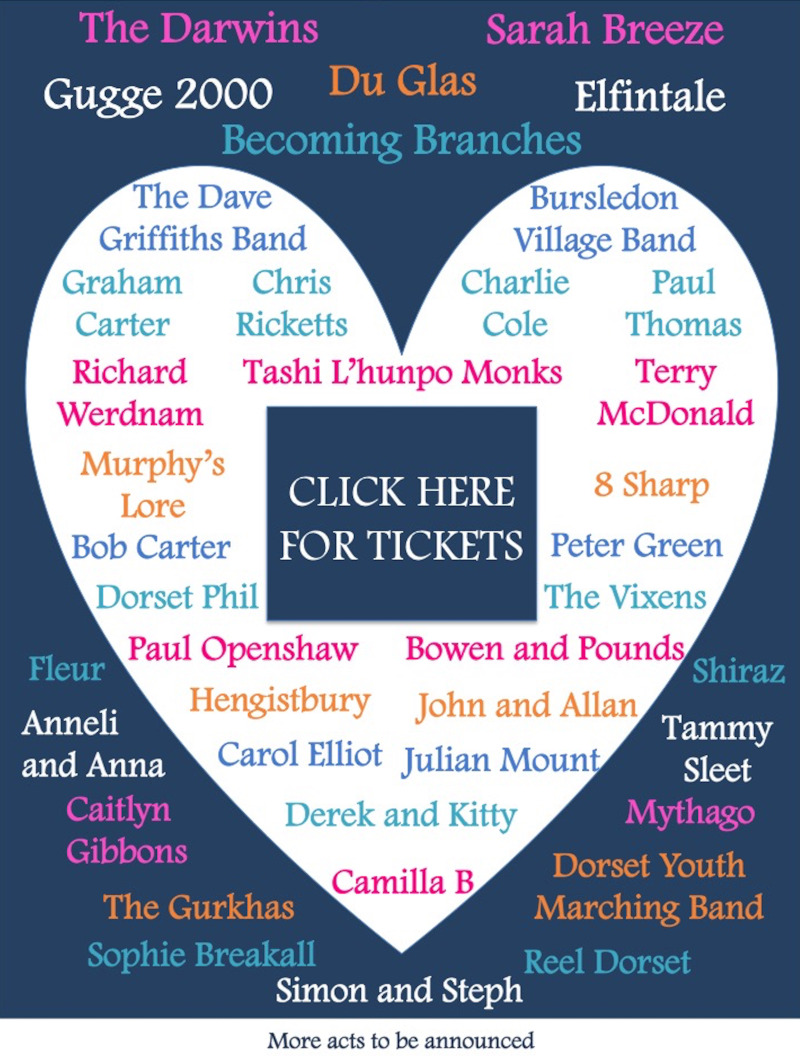 The Darwins
Sarah Breeze
Gugge 2000
Du Glas
Elfintale
Becoming Branches
The Dave
Griffiths Band
Bursledon
Village Band
Graham
Carter
Chris
Ricketts
Charlie
Cole
Paul
Thomas
Richard
Werdnam
Tashi L'hunpo Monks
Terry
McDonald
Murphy's
Lore
CLICK HERE
FOR TICKETS
8 Sharp
Bob Carter
Peter Green
Dorset Phil
The Vixens
Paul Openshaw
Bowen and Pounds
Fleur
Shiraz
Hengistbury
John and Allan
Anneli
and Anna
Tammy
Sleet
Carol Elliot
Julian Mount
Caitlyn
Gibbons
Derek and Kitty
Mythago
Camilla B
Dorset Youth
Marching Band
The Gurkhas
Sophie Breakall
Reel Dorset
Simon and Steph
More acts to be announced